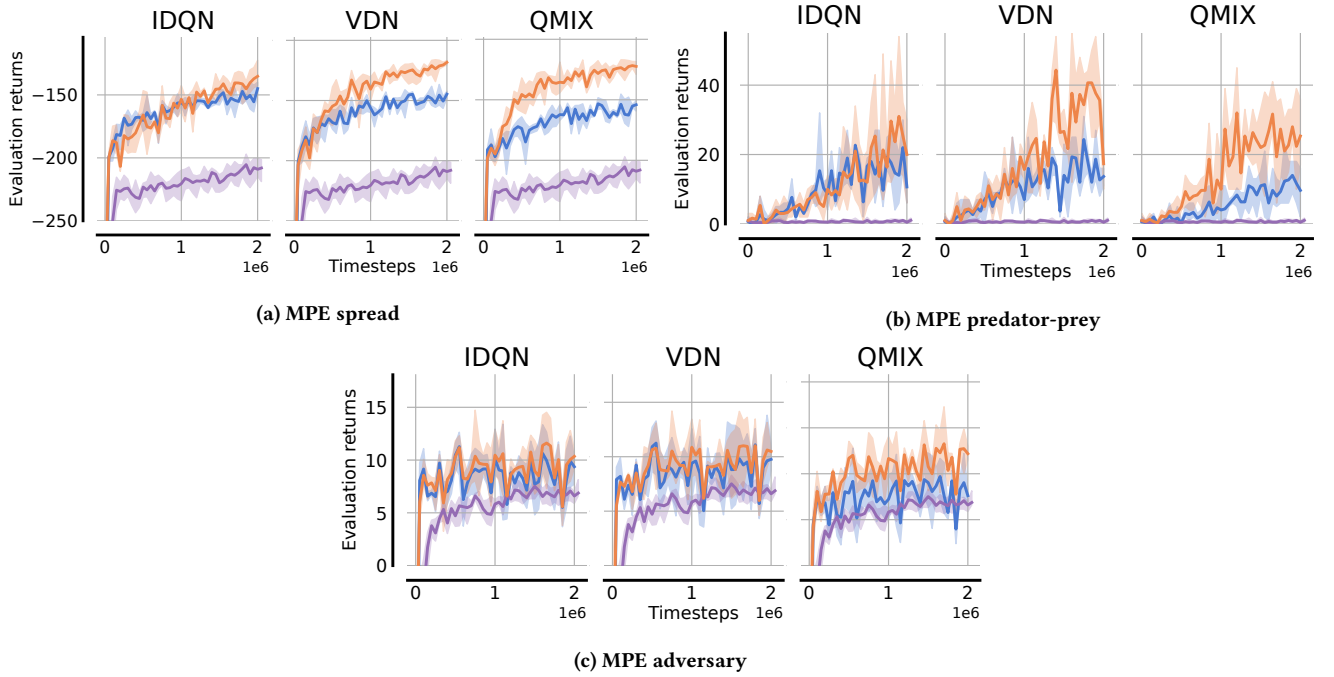 IDQN VDN QMIX
Evaluation returns
−150
−200
−250
0 1 2 0 1 2 0 1 2
1e6 Timesteps 1e6 1e6
(a) MPE spread
IDQN VDN QMIX
Evaluation returns
40
20
0
0 1 2 0 1 2 0 1 2
1e6 Timesteps 1e6 1e6
(b) MPE predator-prey
IDQN VDN QMIX
Evaluation returns
15
10
5
0
0 1 2 0 1 2 0 1 2
1e6 Timesteps 1e6 1e6
(c) MPE adversary